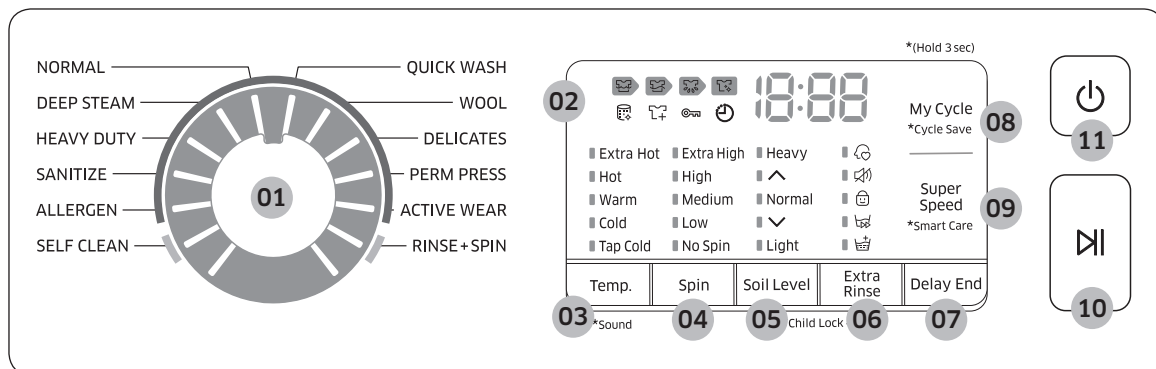 *(Hold 3 sec)
NORMAL
DEEP STEAM
HEAVY DUTY
SANITIZE
ALLERGEN
SELF CLEAN
01
QUICK WASH
WOOL
DELICATES
PERM PRESS
ACTIVE WEAR
RINSE+SPIN
02
18:88
Extra Hot
Hot
Warm
Cold
Tap Cold
Extra High
High
Medium
Low
No Spin
Heavy
Normal
Light
My Cycle
*Cycle Save
08
Super
Speed
*Smart Care
09
Temp.
Spin
Soil Level
Extra
Rinse
Delay End
03
*Sound
04
05
Child Lock
06
07
11
10